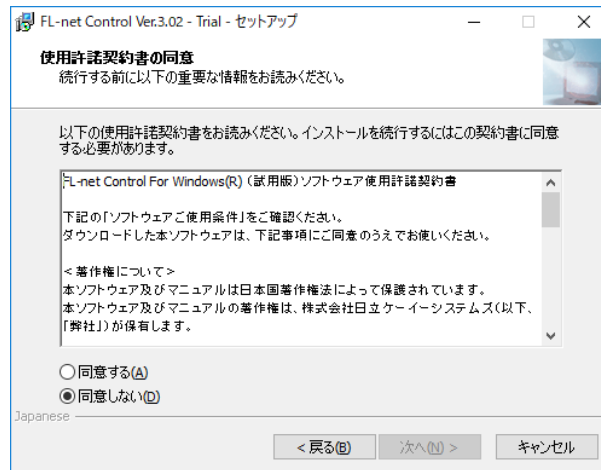 FL-net Control Ver.3.02 - Trial - セットアップ
使用許諾契約書の同意
続行する前に以下の重要な情報をお読みください。
以下の使用許諾契約書をお読みください。インストールを続行するにはこの契約書に同意
する必要があります。
FL-net Control For Windows(R) (試用版)ソフトウェア使用許諾契約書
下記の「ソフトウェアご使用条件」をご確認ください。
ダウンロードした本ソフトウェアは、下記事項にご同意のうえでお使いください。
<著作権について>
本ソフトウェア及びマニュアルは日本国著作権法によって保護されています。
本ソフトウェア及びマニュアルの著作権は、株式会社日立ケーイーシステムズ(以下、
「弊社」)が保有します。
同意する(A)
同意しない(D)
Japanese
< 戻る(B)
次へ(N) >
キャンセル